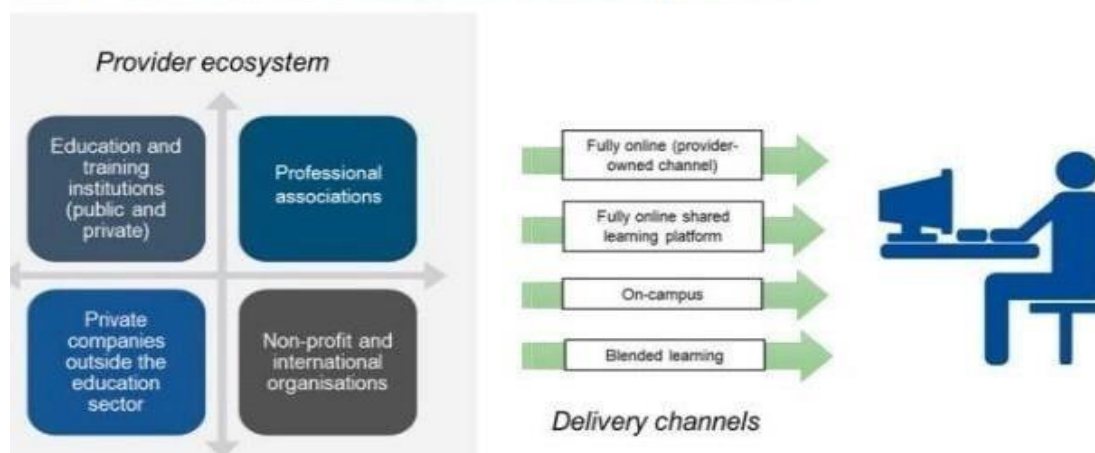 Provider ecosystem
Education and
training
institutions
(public and
private)
Professional
associations
Private
companies
outside the
education
sector
Non-profit and
international
organisations
Fully online (provider-
owned channel)
Fully online shared
learning platform
On-campus
Blended learning
Delivery channels